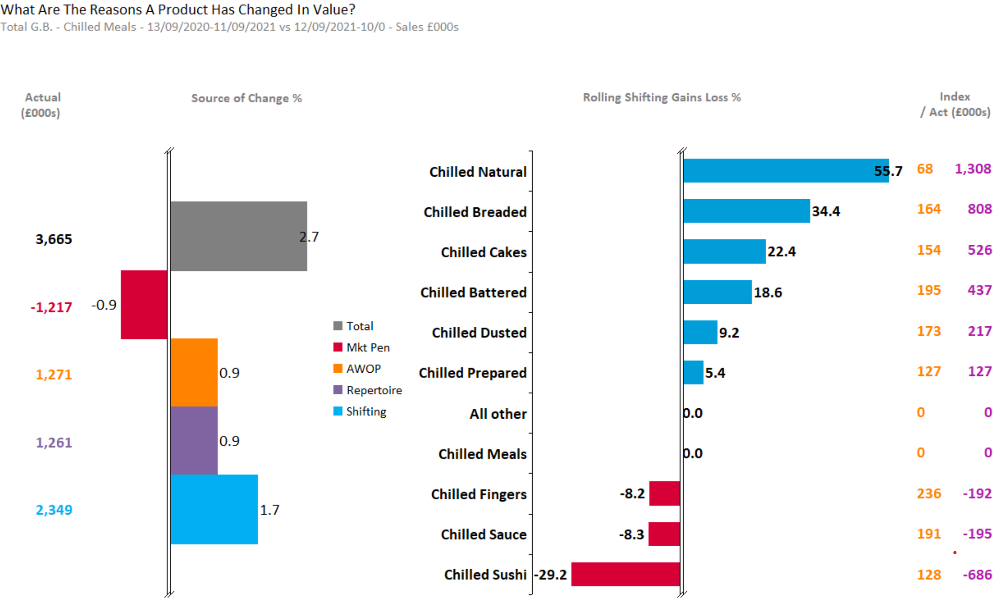 What Are The Reasons A Product Has Changed In Value?
Total G.B. - Chilled Meals - 13/09/2020-11/09/2021 vs 12/09/2021-10/0 - Sales £000s
Actual
(£000s)
Source of Change %
3,665
2.7
-1,217
-0.9
1,271
0.9
1,261
0.9
2,349
1.7
Total
Mkt Pen
AWOP
Repertoire
Shifting
Rolling Shifting Gains Loss %
Index
/ Act (£000s)
Chilled Natural 55.7 68 1,308
Chilled Breaded 34.4 164 808
Chilled Cakes 22.4 154 526
Chilled Battered 18.6 195 437
Chilled Dusted 9.2 173 217
Chilled Prepared 5.4 127 127
All other 0.0 0 0
Chilled Meals 0.0 0 0
Chilled Fingers -8.2 236 -192
Chilled Sauce -8.3 191 -195
Chilled Sushi -29.2 128 -686